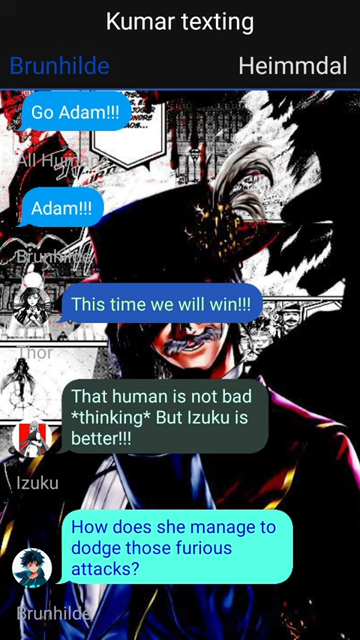 Kumar texting
Brunhilde
Heimmdal
Go Adam!!!
All Humans
Adam!!!
Brunhilde
This time we will win!!!
Thor
That human is not bad
*thinking* But Izuku is
better!!!
Izuku
How does she manage to
dodge those furious
attacks?
Brunhilde